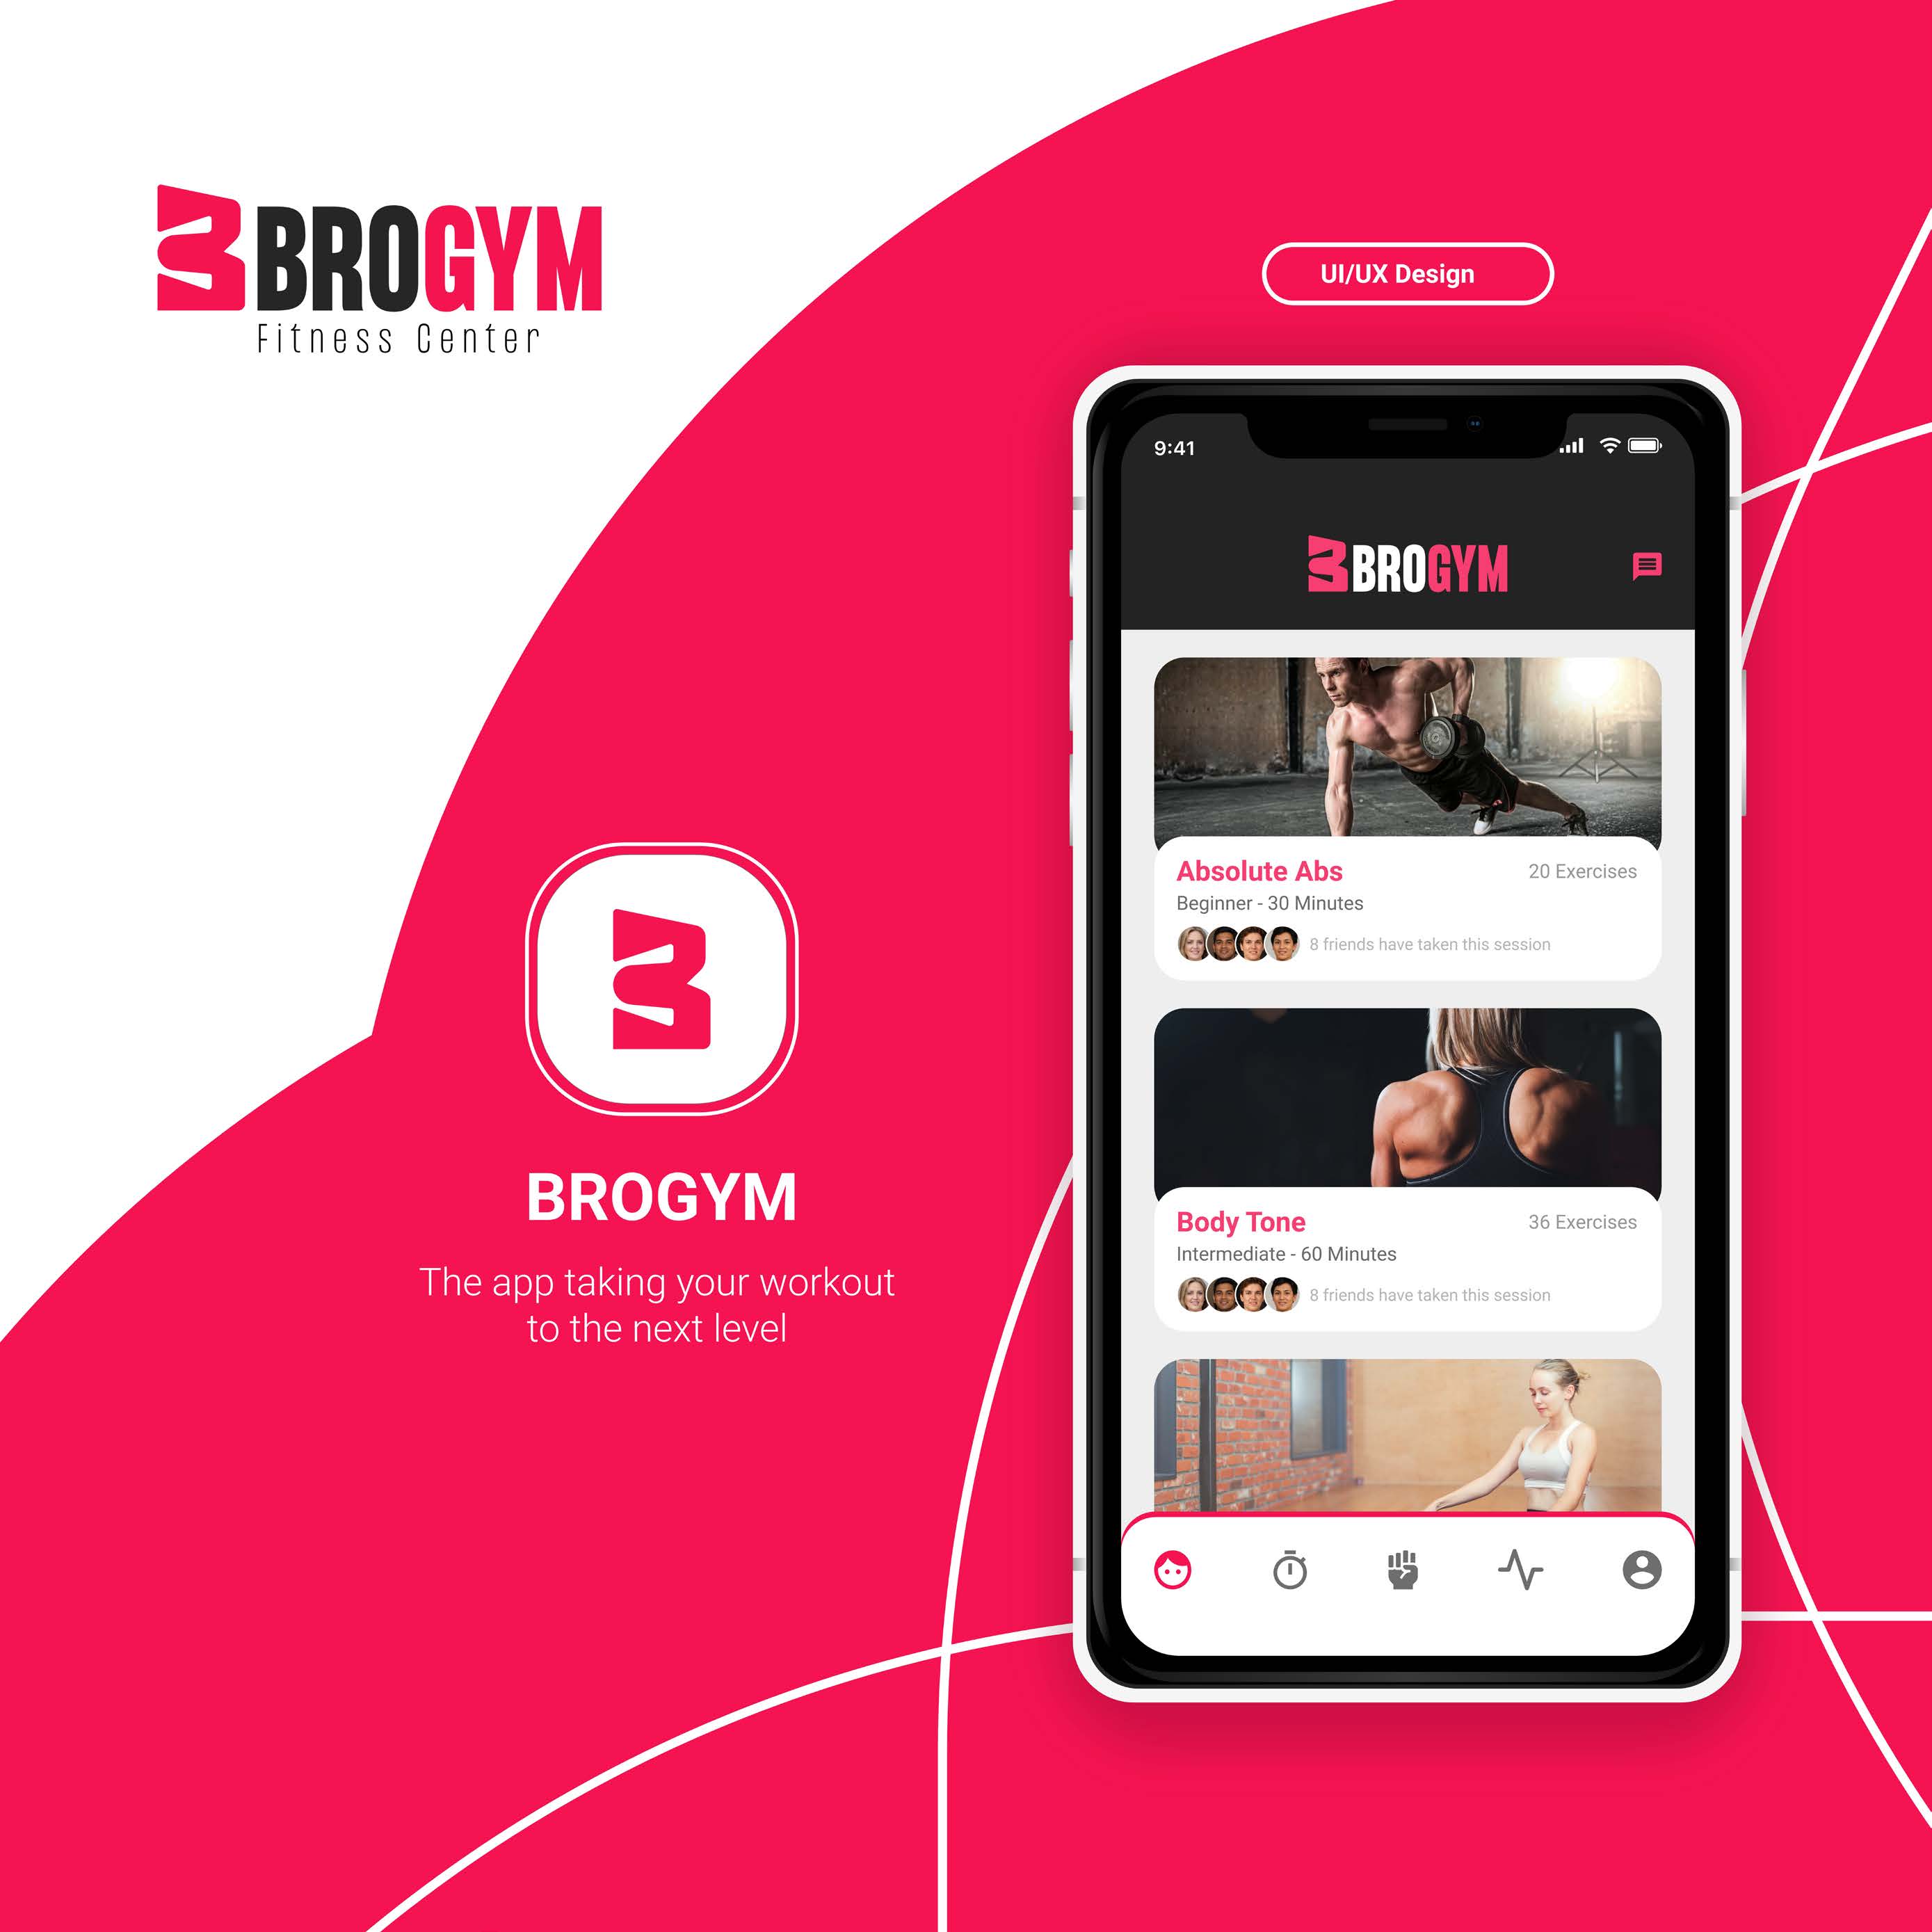 BROGYM
Fitness Center
UI/UX Design
9:41
BROGYM
Absolute Abs
20 Exercises
Beginner - 30 Minutes
8 friends have taken this session
Body Tone
36 Exercises
Intermediate - 60 Minutes
8 friends have taken this session
BROGYM
The app taking your workout
to the next level